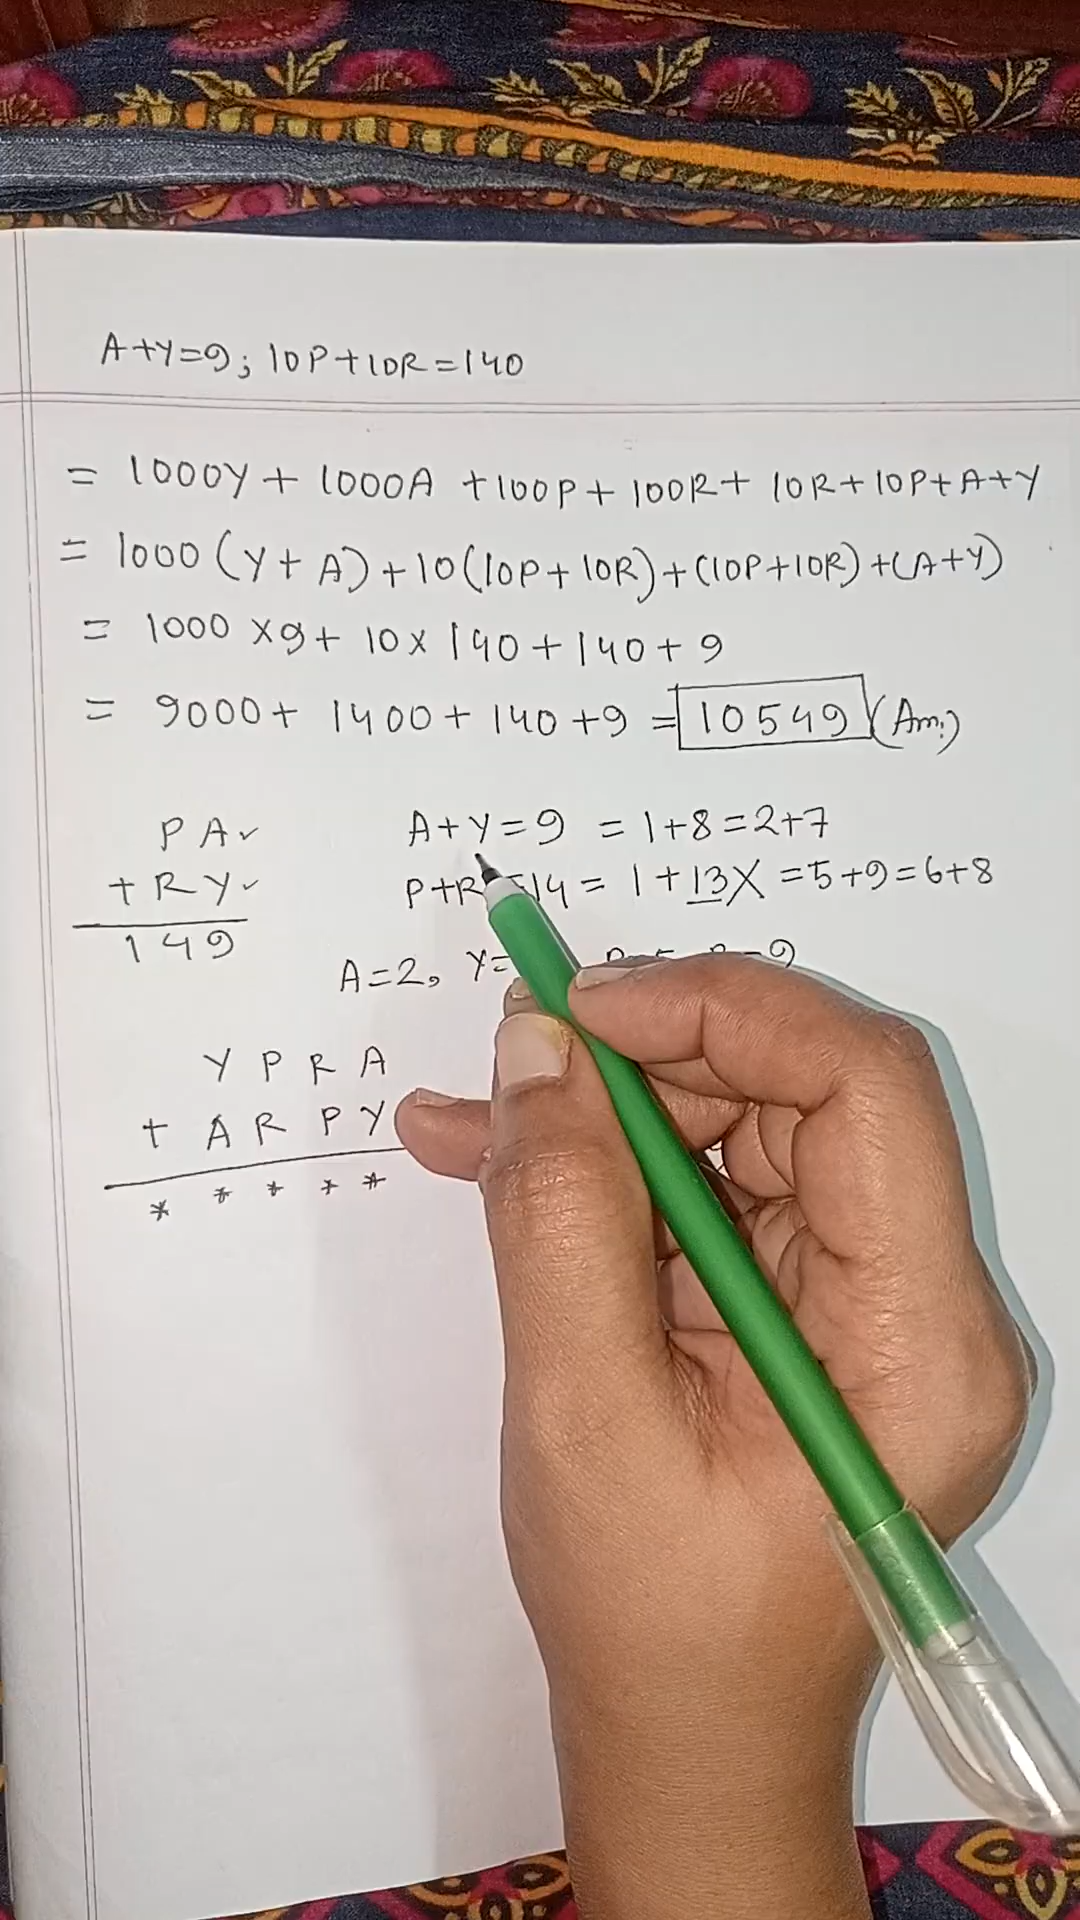 A+Y=9; 10P+10R=140
= 1000Y + 1000A +100P+ 100R+ 10R+10P+A+Y
= 1000 (Y+A)+10(10P+10R)+(10P+10R)+(A+Y)
= 1000 ×9+ 10× 140+140+ 9
= 9000+ 1400+ 140+9 = 10549 (Ans:)
PA✓
+RY✓
149
A+Y=9 = 1+8=2+7
P+R=14= 1+13X =5+9=6+8
A=2, Y=
Y P R A
+ A R P Y
* * * * *